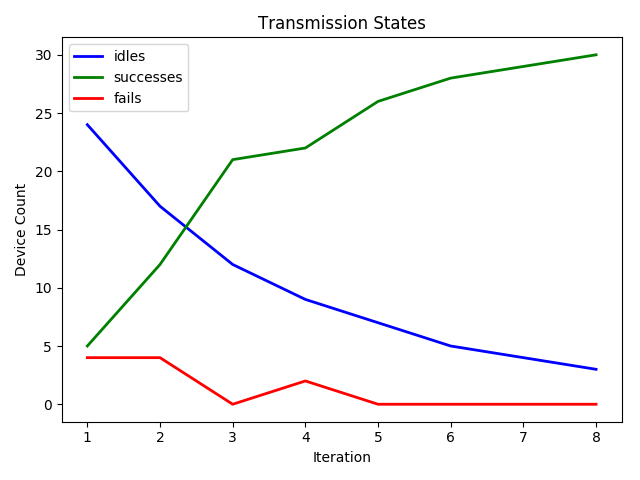 Transmission States
idles
successes
fails
Device Count
30
25
20
15
10
5
0
1 2 3 4 5 6 7 8
Iteration